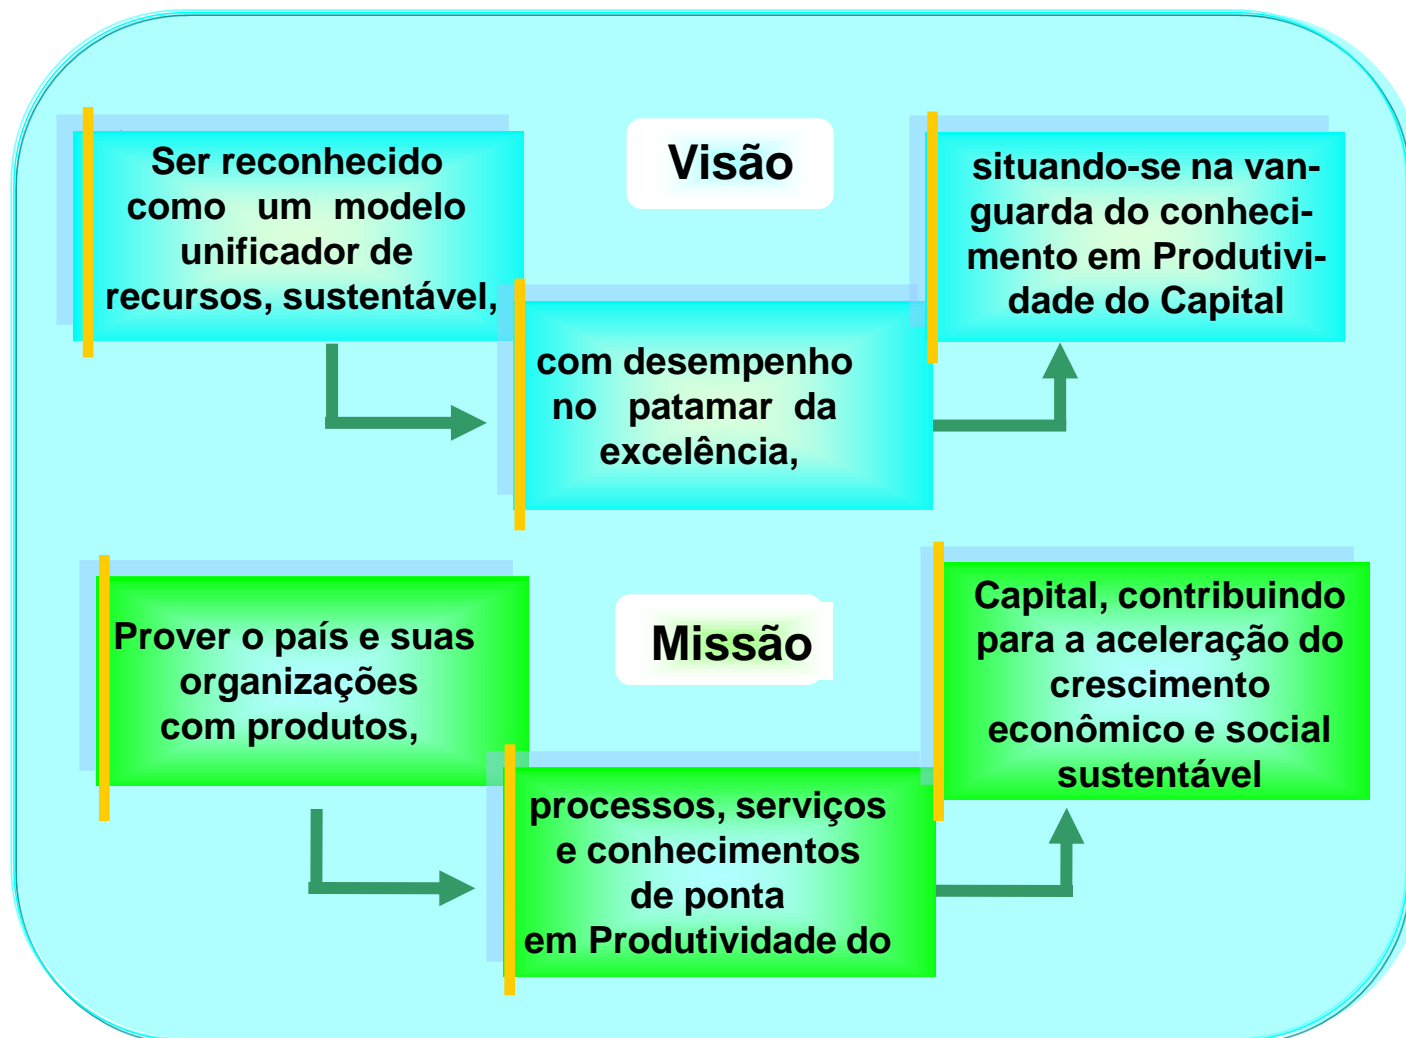 Visão
Ser reconhecido
como um modelo
unificador de
recursos, sustentável,
com desempenho
no patamar da
excelência,
situando-se na van-
guarda do conheci-
mento em Produtivi-
dade do Capital
Missão
Prover o país e suas
organizações
com produtos,
processos, serviços
e conhecimentos
de ponta
em Produtividade do
Capital, contribuindo
para a aceleração do
crescimento
econômico e social
sustentável